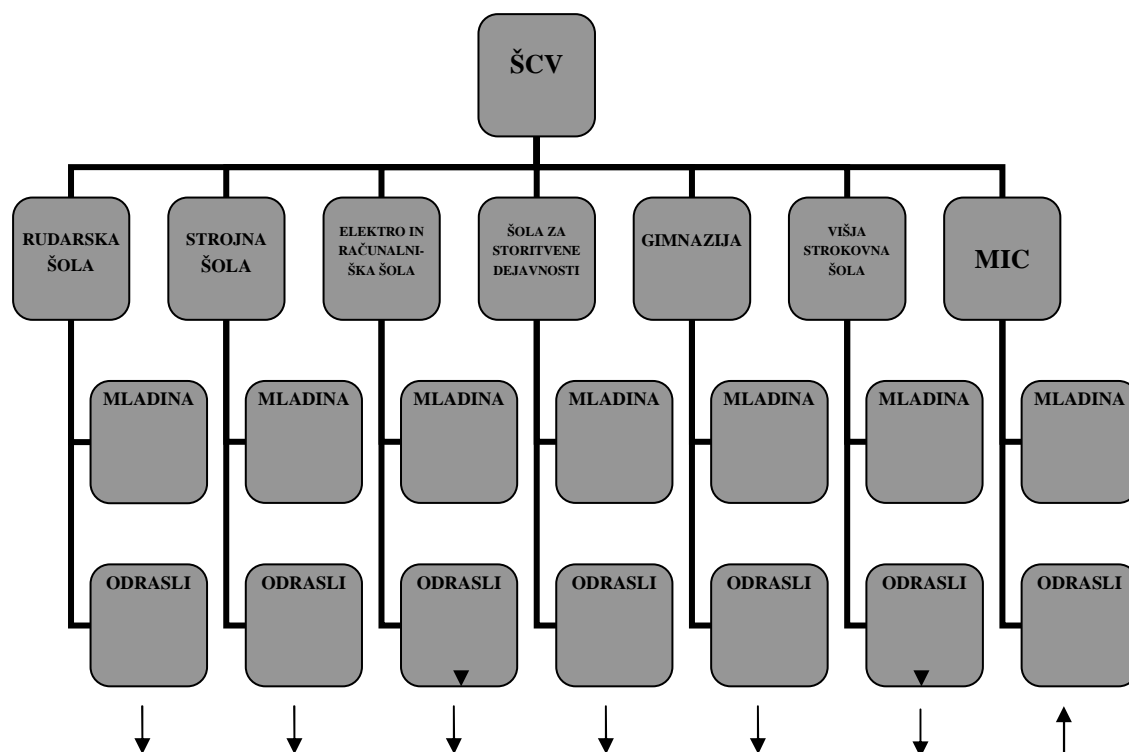 ŠCV
RUDARSKA
ŠOLA
STROJNA
ŠOLA
ELEKTRO IN
RAČUNALNI-
ŠKA ŠOLA
ŠOLA ZA
STORITVENE
DEJAVNOSTI
GIMNAZIJA
VIŠJA
STROKOVNA
ŠOLA
MIC
MLADINA
MLADINA
MLADINA
MLADINA
MLADINA
MLADINA
MLADINA
ODRASLI
ODRASLI
ODRASLI
ODRASLI
ODRASLI
ODRASLI
ODRASLI